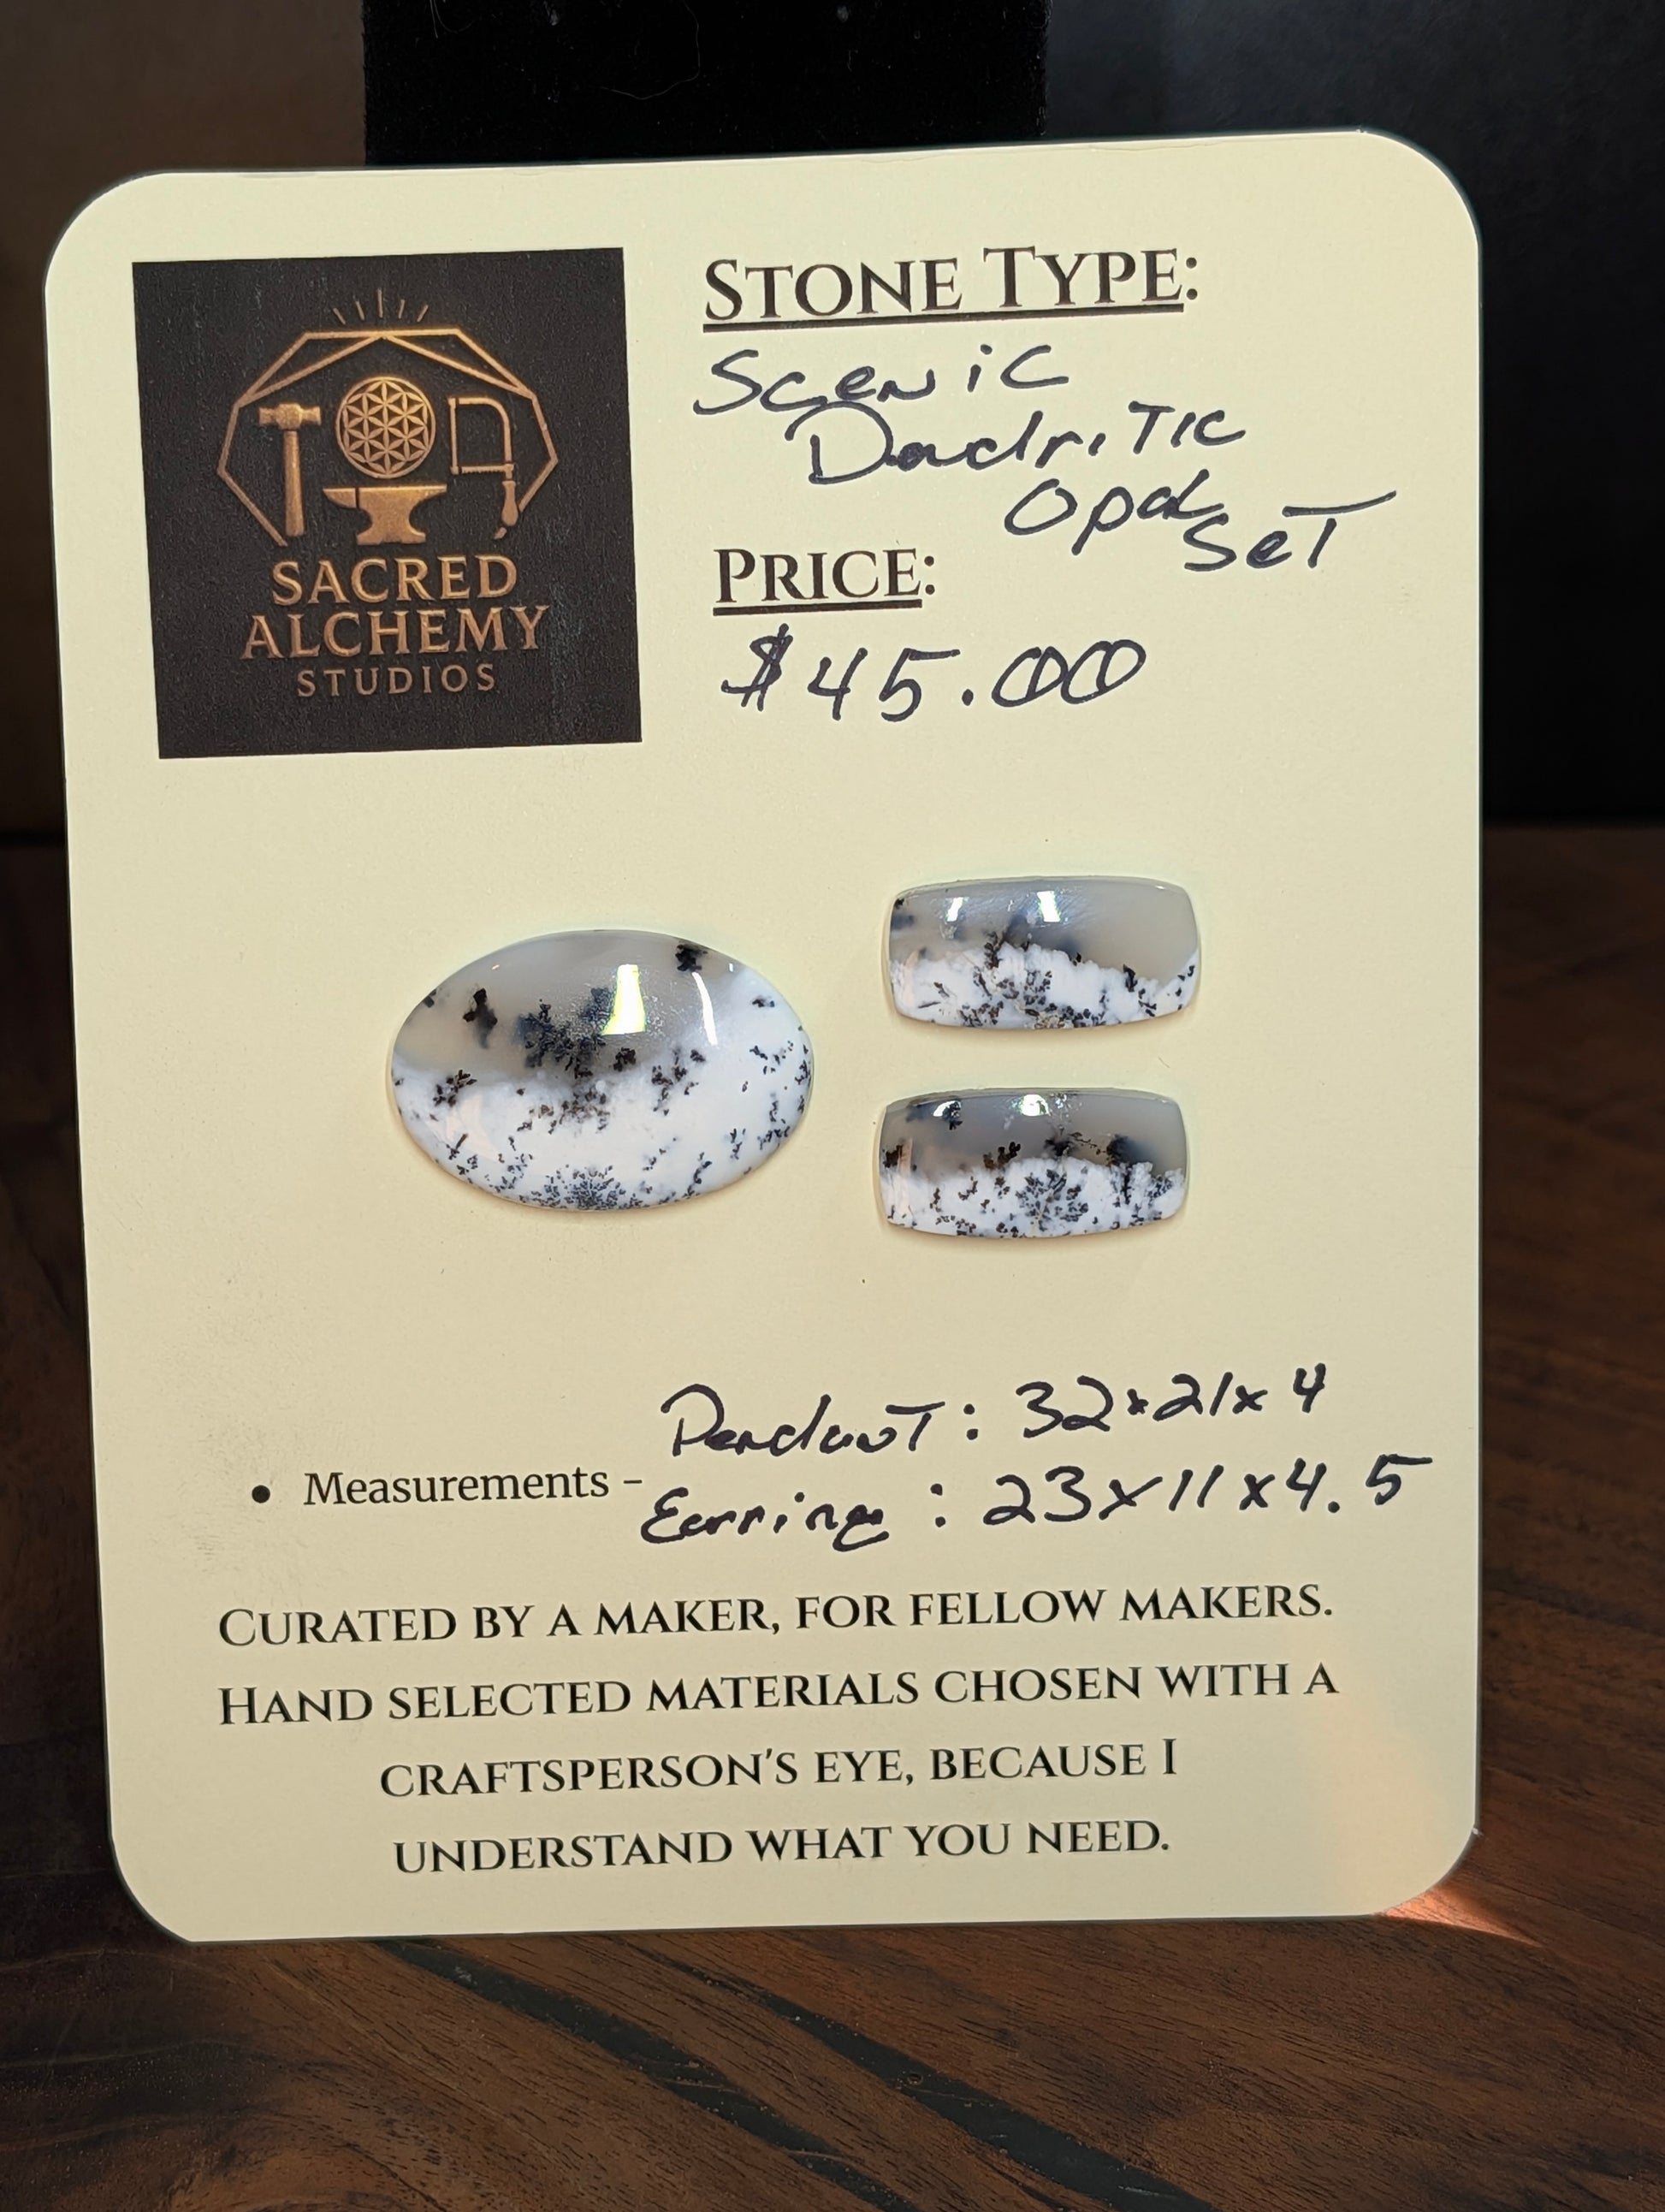 SACRED
ALCHEMY
STUDIOS
STONE TYPE:
Scenic
Dendritic
Opal
Set
PRICE:
$45.00
Pendant: 32x21x4
• Measurements -
Earrings: 23x11x4.5
CURATED BY A MAKER, FOR FELLOW MAKERS.
HAND SELECTED MATERIALS CHOSEN WITH A
CRAFTSPERSON'S EYE, BECAUSE I
UNDERSTAND WHAT YOU NEED.